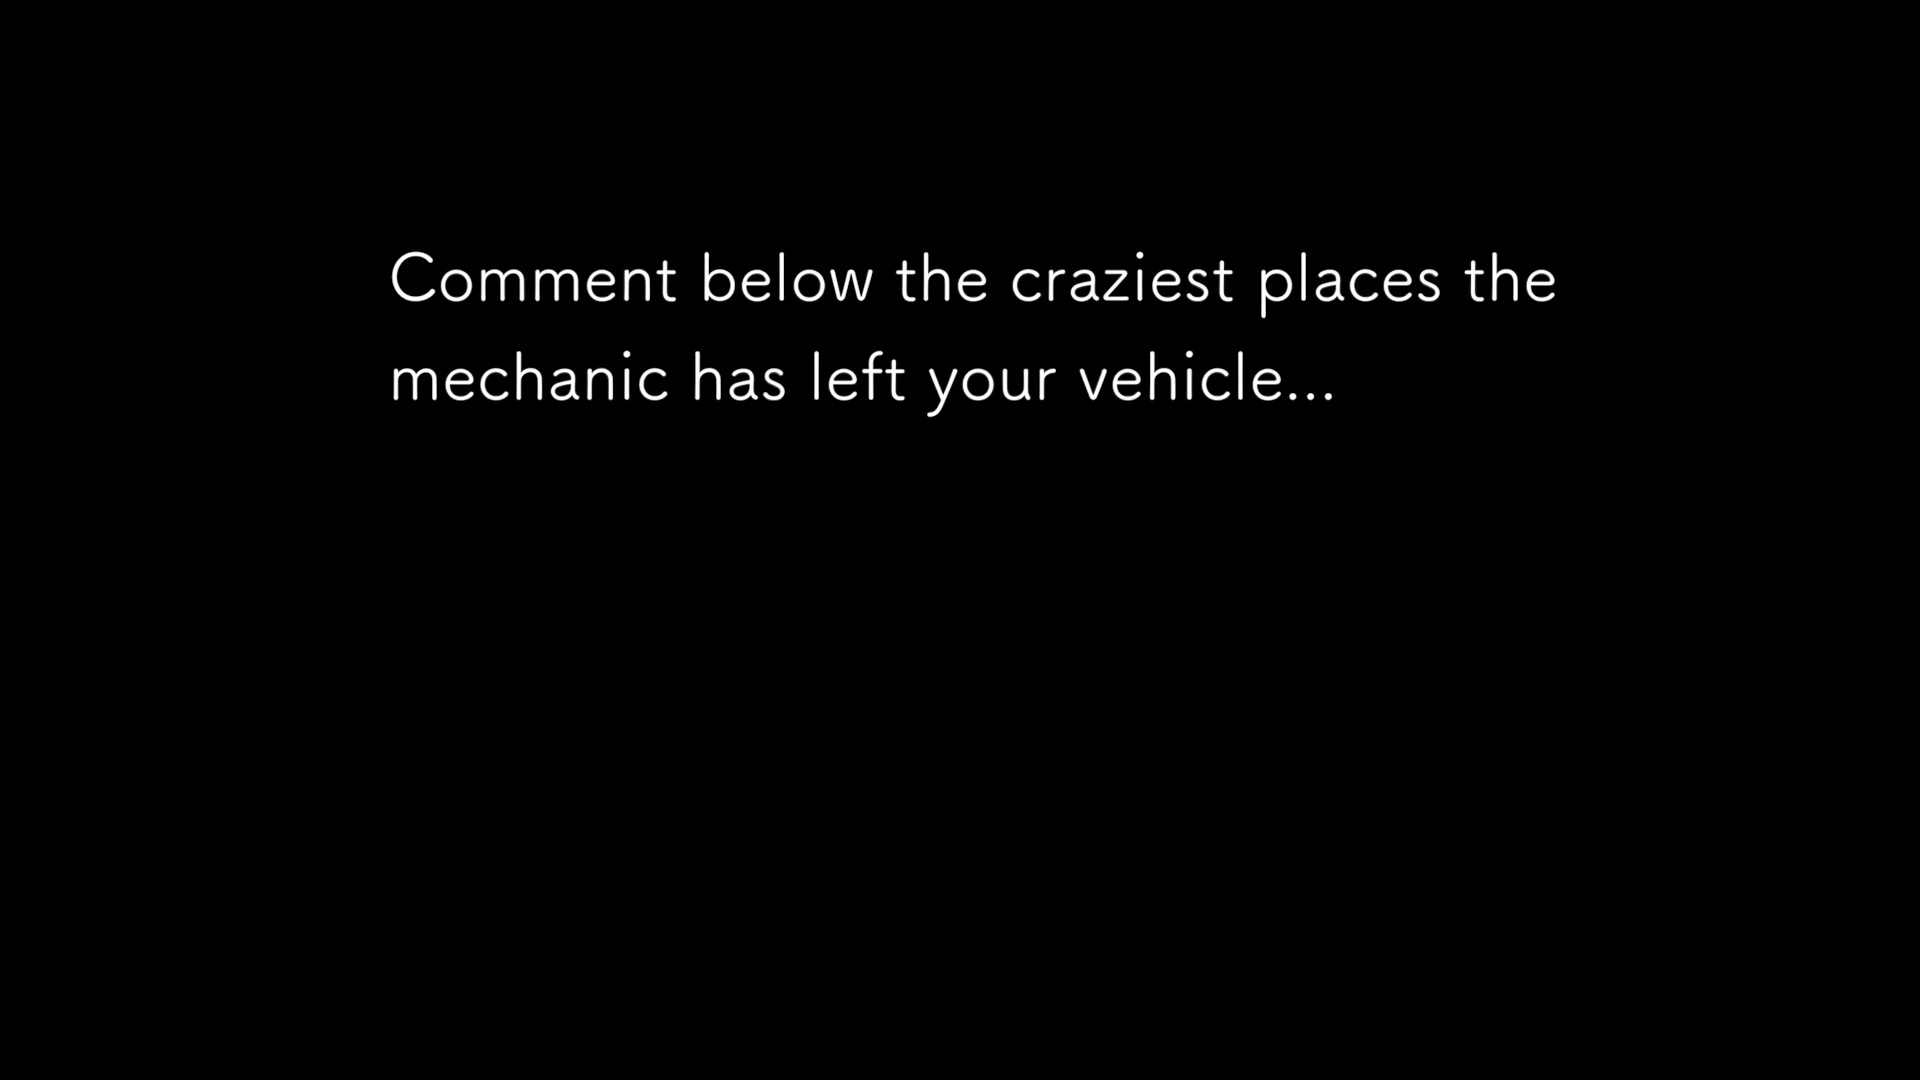 Comment below the craziest places the
mechanic has left your vehicle...